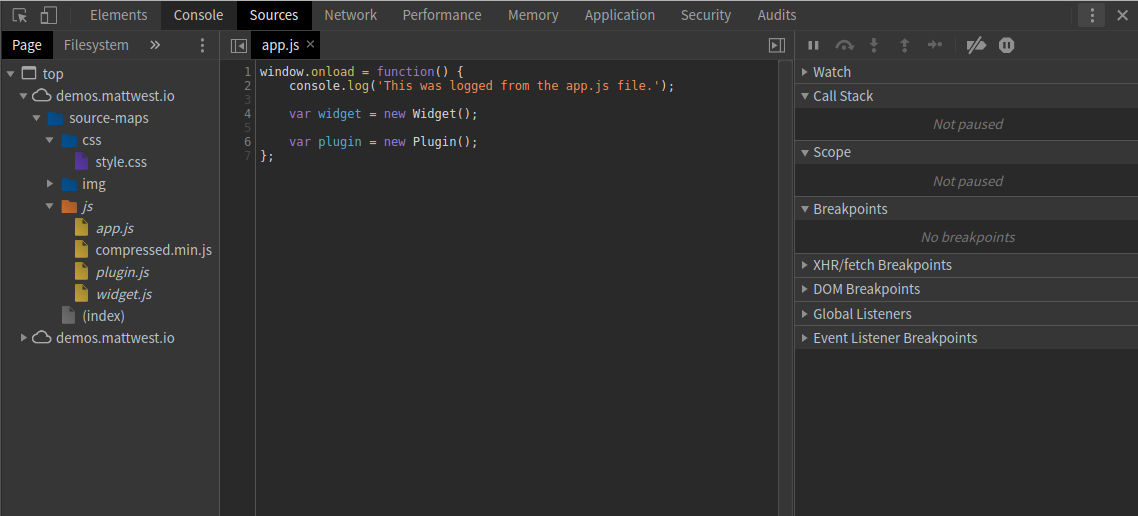 Elements Console Sources Network Performance Memory Application Security Audits
Page Filesystem
top
demos.mattwest.io
source-maps
css
style.css
img
js
app.js
compressed.min.js
plugin.js
widget.js
(index)
demos.mattwest.io
app.js
1 window.onload = function() {
2 console.log('This was logged from the app.js file.');
3
4 var widget = new Widget();
5
6 var plugin = new Plugin();
7 };
Watch
Call Stack
Not paused
Scope
Not paused
Breakpoints
No breakpoints
XHR/fetch Breakpoints
DOM Breakpoints
Global Listeners
Event Listener Breakpoints